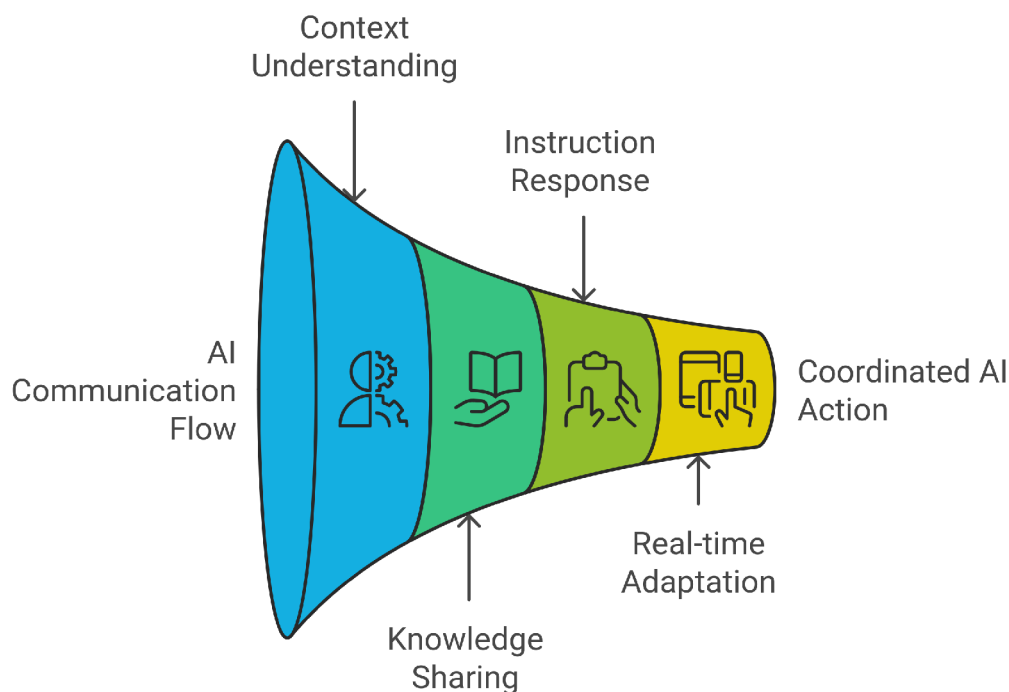 Context
Understanding
Instruction
Response
AI
Communication
Flow
Coordinated AI
Action
Real-time
Adaptation
Knowledge
Sharing